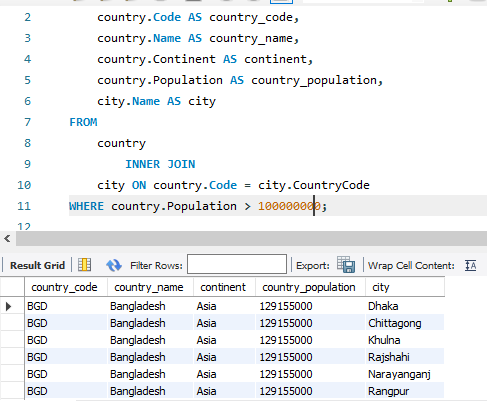 2 country.Code AS country_code,
3 country.Name AS country_name,
4 country.Continent AS continent,
5 country.Population AS country_population,
6 city.Name AS city
7 FROM
8 country
9 INNER JOIN
10 city ON country.Code = city.CountryCode
11 WHERE country.Population > 100000000;
12
Result Grid Filter Rows: Export: Wrap Cell Content:
country_code country_name continent country_population city
BGD Bangladesh Asia 129155000 Dhaka
BGD Bangladesh Asia 129155000 Chittagong
BGD Bangladesh Asia 129155000 Khulna
BGD Bangladesh Asia 129155000 Rajshahi
BGD Bangladesh Asia 129155000 Narayanganj
BGD Bangladesh Asia 129155000 Rangpur